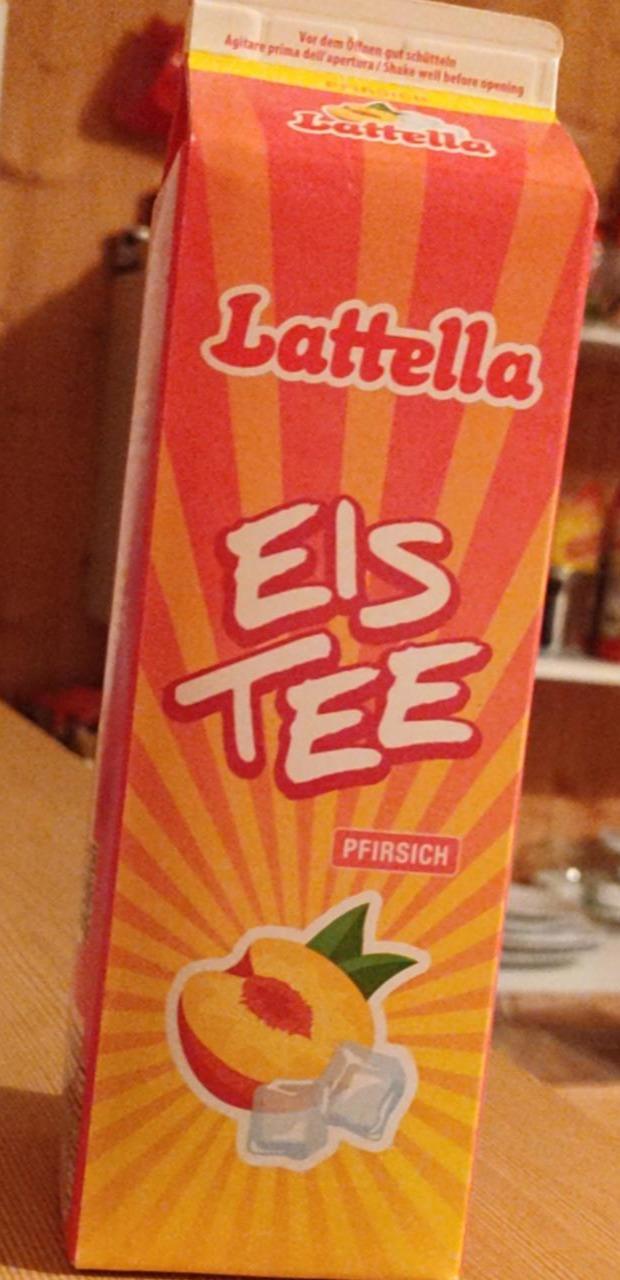 Vor dem Öffnen gut schütteln
Agitare prima dell'apertura / Shake well before opening
Lattella
Lattella
EIS
TEE
PFIRSICH